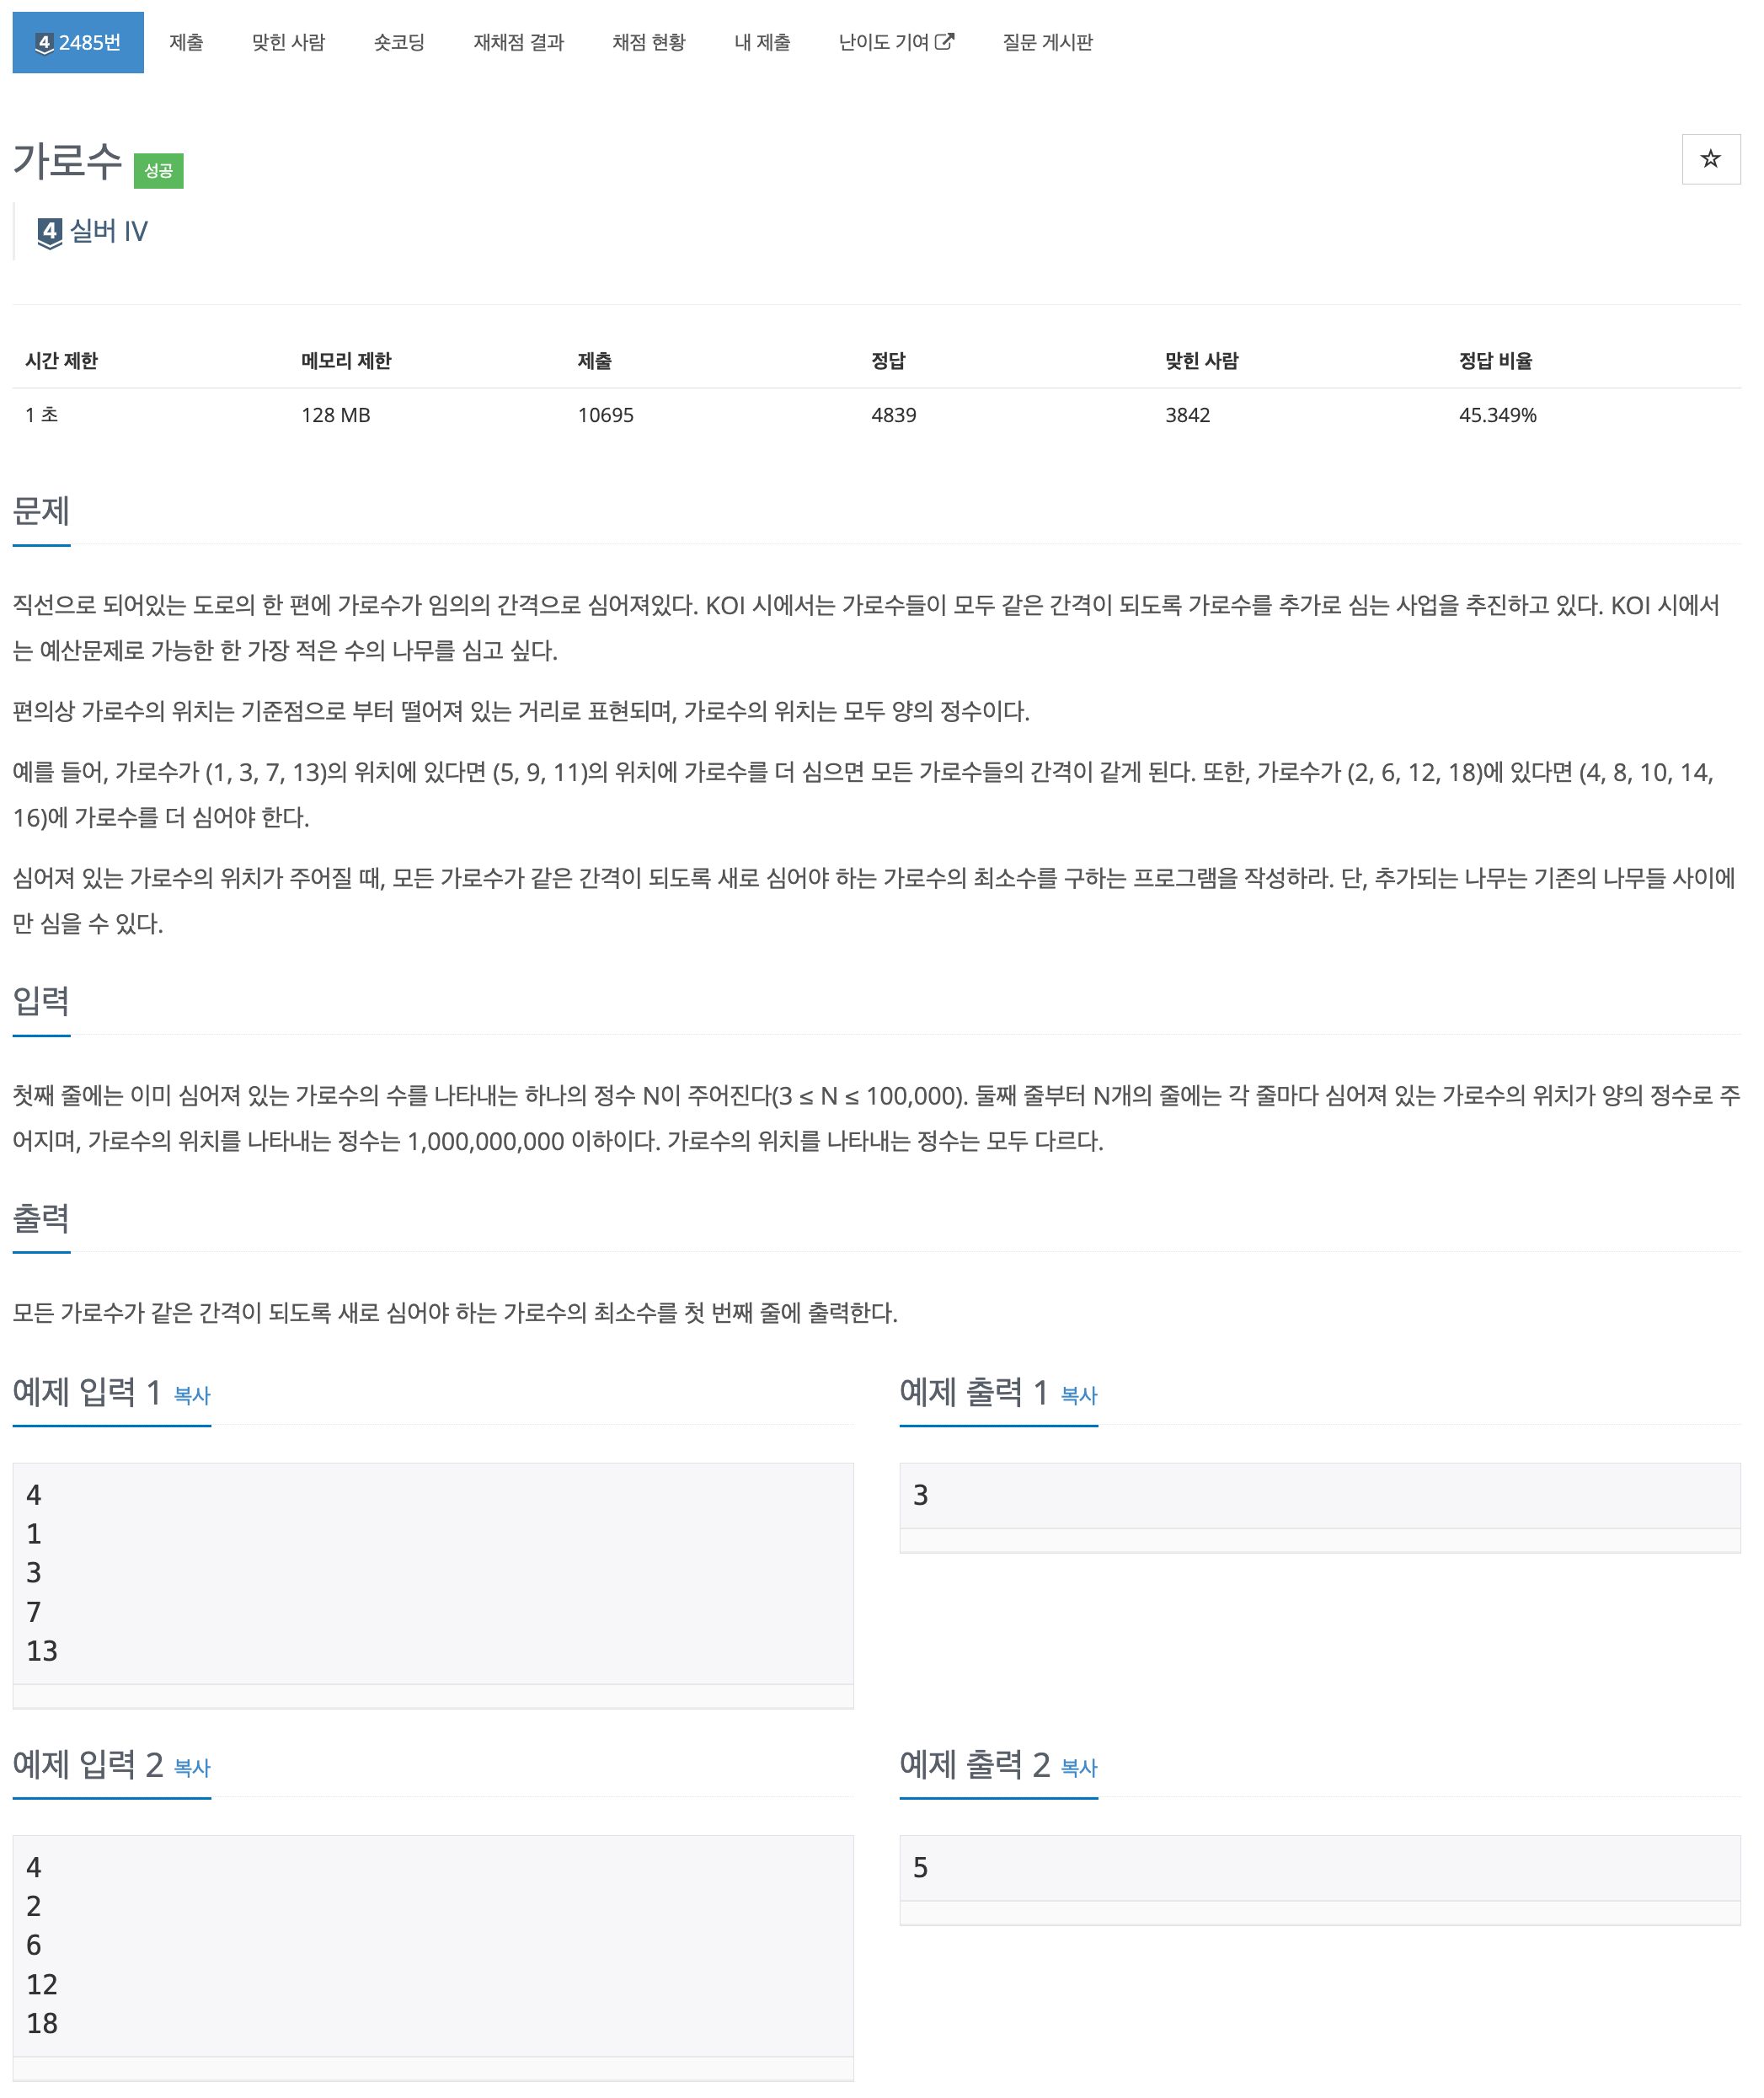 4 2485번 제출 맞힌 사람 숏코딩 재채점 결과 채점 현황 내 제출 난이도 기여 질문 게시판
가로수 성공
4 실버 IV
시간 제한 메모리 제한 제출 정답 맞힌 사람 정답 비율
1 초 128 MB 10695 4839 3842 45.349%
문제
직선으로 되어있는 도로의 한 편에 가로수가 임의의 간격으로 심어져있다. KOI 시에서는 가로수들이 모두 같은 간격이 되도록 가로수를 추가로 심는 사업을 추진하고 있다. KOI 시에서
는 예산문제로 가능한 한 가장 적은 수의 나무를 심고 싶다.
편의상 가로수의 위치는 기준점으로 부터 떨어져 있는 거리로 표현되며, 가로수의 위치는 모두 양의 정수이다.
예를 들어, 가로수가 (1, 3, 7, 13)의 위치에 있다면 (5, 9, 11)의 위치에 가로수를 더 심으면 모든 가로수들의 간격이 같게 된다. 또한, 가로수가 (2, 6, 12, 18)에 있다면 (4, 8, 10, 14,
16)에 가로수를 더 심어야 한다.
심어져 있는 가로수의 위치가 주어질 때, 모든 가로수가 같은 간격이 되도록 새로 심어야 하는 가로수의 최소수를 구하는 프로그램을 작성하라. 단, 추가되는 나무는 기존의 나무들 사이에
만 심을 수 있다.
입력
첫째 줄에는 이미 심어져 있는 가로수의 수를 나타내는 하나의 정수 N이 주어진다(3 ≤ N ≤ 100,000). 둘째 줄부터 N개의 줄에는 각 줄마다 심어져 있는 가로수의 위치가 양의 정수로 주
어지며, 가로수의 위치를 나타내는 정수는 1,000,000,000 이하이다. 가로수의 위치를 나타내는 정수는 모두 다르다.
출력
모든 가로수가 같은 간격이 되도록 새로 심어야 하는 가로수의 최소수를 첫 번째 줄에 출력한다.
예제 입력 1 복사
4
1
3
7
13
예제 출력 1 복사
3
예제 입력 2 복사
4
2
6
12
18
예제 출력 2 복사
5